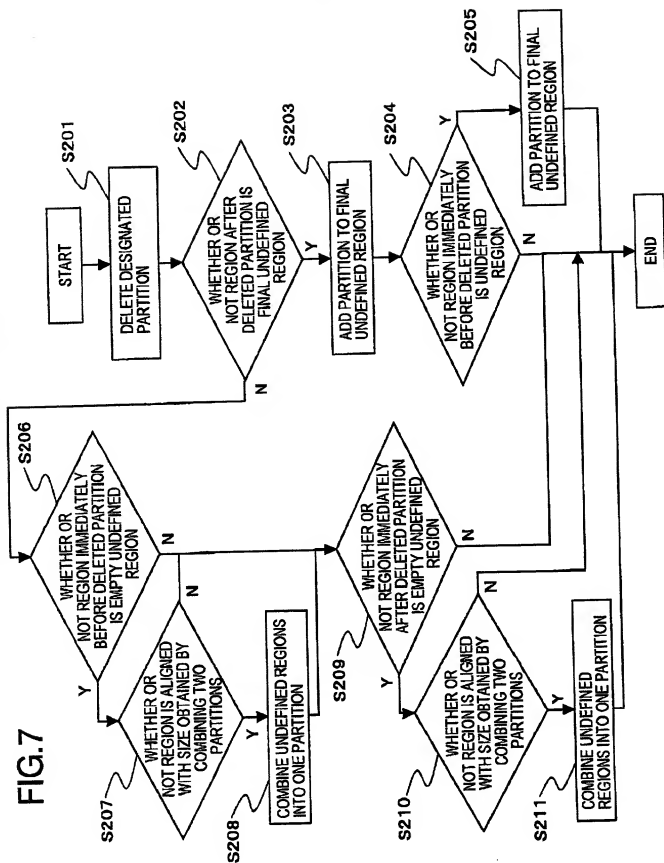 FIG.7
START
S201
DELETE DESIGNATED
PARTITION
S202
WHETHER OR
NOT REGION AFTER
DELETED PARTITION IS
FINAL UNDEFINED
REGION
N
Y
S203
ADD PARTITION TO FINAL
UNDEFINED REGION
S204
WHETHER OR
NOT REGION IMMEDIATELY
BEFORE DELETED PARTITION
IS UNDEFINED
REGION
Y
N
S205
ADD PARTITION TO FINAL
UNDEFINED REGION
END
S206
WHETHER OR
NOT REGION IMMEDIATELY
BEFORE DELETED PARTITION
IS EMPTY UNDEFINED
REGION
Y
N
S207
WHETHER OR
NOT REGION IS ALIGNED
WITH SIZE OBTAINED BY
COMBINING TWO
PARTITIONS
N
Y
S208
COMBINE UNDEFINED REGIONS
INTO ONE PARTITION
S209
WHETHER OR
NOT REGION IMMEDIATELY
AFTER DELETED PARTITION
IS EMPTY UNDEFINED
REGION
Y
N
S210
WHETHER OR
NOT REGION IS ALIGNED
WITH SIZE OBTAINED BY
COMBINING TWO
PARTITIONS
N
Y
S211
COMBINE UNDEFINED
REGIONS INTO ONE PARTITION